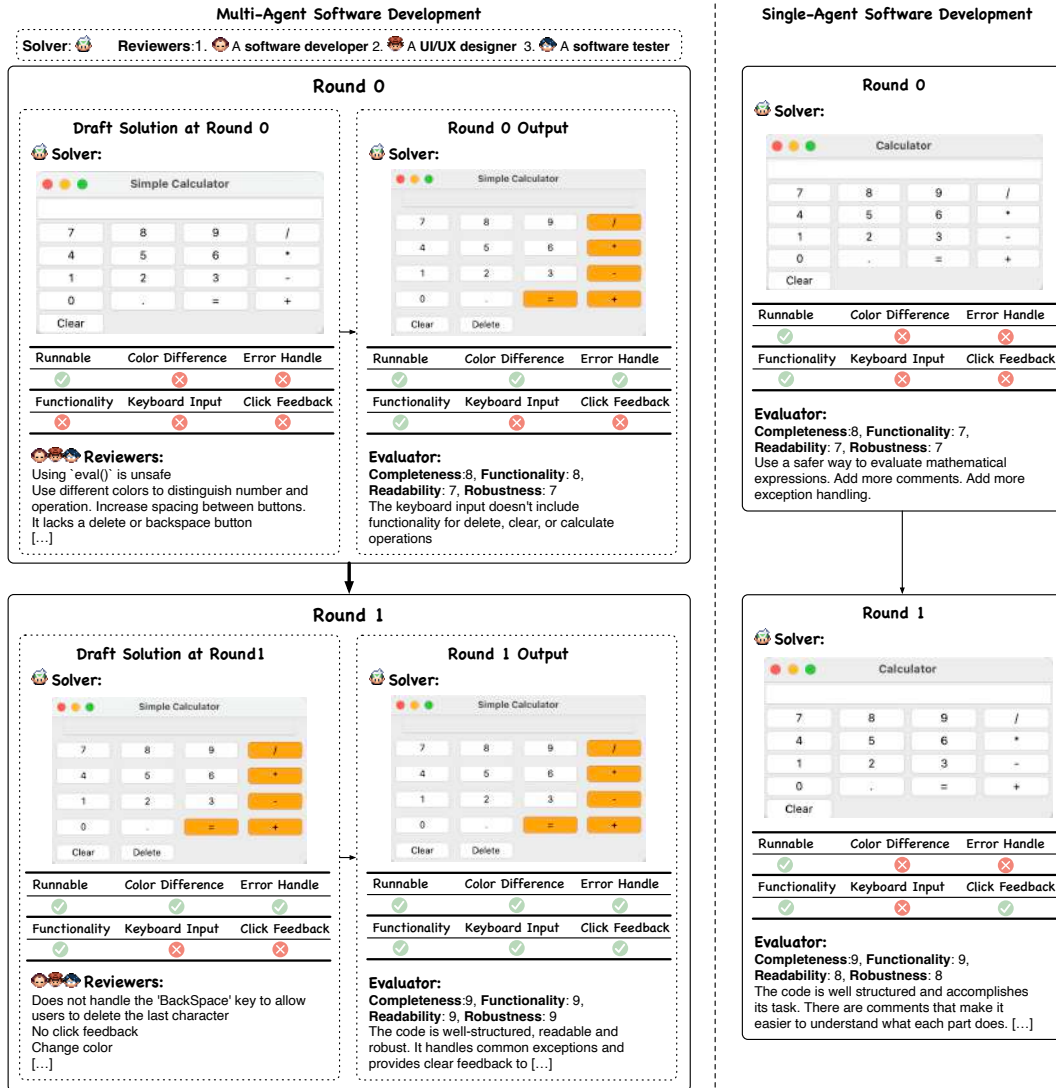 Multi-Agent Software Development
Solver: Reviewers:1. A software developer 2. A UI/UX designer 3. A software tester
Round 0
Draft Solution at Round 0
Solver:
Simple Calculator
7 8 9 /
4 5 6 *
1 2 3 -
0 . = +
Clear
Runnable Color Difference Error Handle
Functionality Keyboard Input Click Feedback
Reviewers:
Using `eval()` is unsafe
Use different colors to distinguish number and
operation. Increase spacing between buttons.
It lacks a delete or backspace button
[...]
Round 0 Output
Solver:
Simple Calculator
7 8 9 /
4 5 6 *
1 2 3 -
0 . = +
Clear Delete
Runnable Color Difference Error Handle
Functionality Keyboard Input Click Feedback
Evaluator:
Completeness:8, Functionality: 8,
Readability: 7, Robustness: 7
The keyboard input doesn't include
functionality for delete, clear, or calculate
operations
Round 1
Draft Solution at Round1
Solver:
Simple Calculator
7 8 9 /
4 5 6 *
1 2 3 -
0 . = +
Clear Delete
Runnable Color Difference Error Handle
Functionality Keyboard Input Click Feedback
Reviewers:
Does not handle the 'BackSpace' key to allow
users to delete the last character
No click feedback
Change color
[...]
Round 1 Output
Solver:
Simple Calculator
7 8 9 /
4 5 6 *
1 2 3 -
0 . = +
Clear Delete
Runnable Color Difference Error Handle
Functionality Keyboard Input Click Feedback
Evaluator:
Completeness:9, Functionality: 9,
Readability: 9, Robustness: 9
The code is well-structured, readable and
robust. It handles common exceptions and
provides clear feedback to [...]
Single-Agent Software Development
Round 0
Solver:
Calculator
7 8 9 /
4 5 6 *
1 2 3 -
0 . = +
Clear
Runnable Color Difference Error Handle
Functionality Keyboard Input Click Feedback
Evaluator:
Completeness:8, Functionality: 7,
Readability: 7, Robustness: 7
Use a safer way to evaluate mathematical
expressions. Add more comments. Add more
exception handling.
Round 1
Solver:
Calculator
7 8 9 /
4 5 6 *
1 2 3 -
0 . = +
Clear
Runnable Color Difference Error Handle
Functionality Keyboard Input Click Feedback
Evaluator:
Completeness:9, Functionality: 9,
Readability: 8, Robustness: 8
The code is well structured and accomplishes
its task. There are comments that make it
easier to understand what each part does. [...]